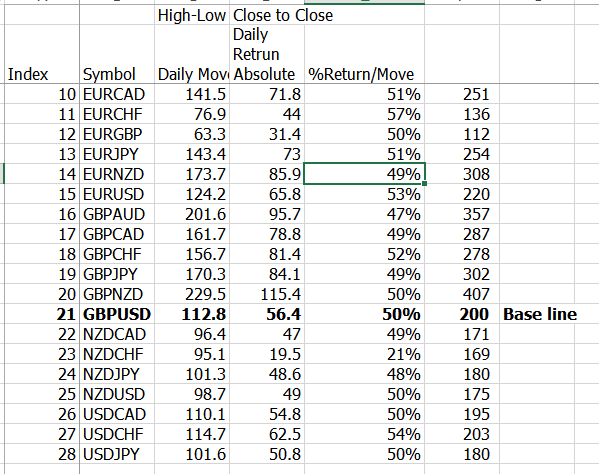 High-Low Close to Close
Daily
Retrun
Index Symbol Daily Mov Absolute %Return/Move
10 EURCAD 141.5 71.8 51% 251
11 EURCHF 76.9 44 57% 136
12 EURGBP 63.3 31.4 50% 112
13 EURJPY 143.4 73 51% 254
14 EURNZD 173.7 85.9 49% 308
15 EURUSD 124.2 65.8 53% 220
16 GBPAUD 201.6 95.7 47% 357
17 GBPCAD 161.7 78.8 49% 287
18 GBPCHF 156.7 81.4 52% 278
19 GBPJPY 170.3 84.1 49% 302
20 GBPNZD 229.5 115.4 50% 407
21 GBPUSD 112.8 56.4 50% 200 Base line
22 NZDCAD 96.4 47 49% 171
23 NZDCHF 95.1 19.5 21% 169
24 NZDJPY 101.3 48.6 48% 180
25 NZDUSD 98.7 49 50% 175
26 USDCAD 110.1 54.8 50% 195
27 USDCHF 114.7 62.5 54% 203
28 USDJPY 101.6 50.8 50% 180